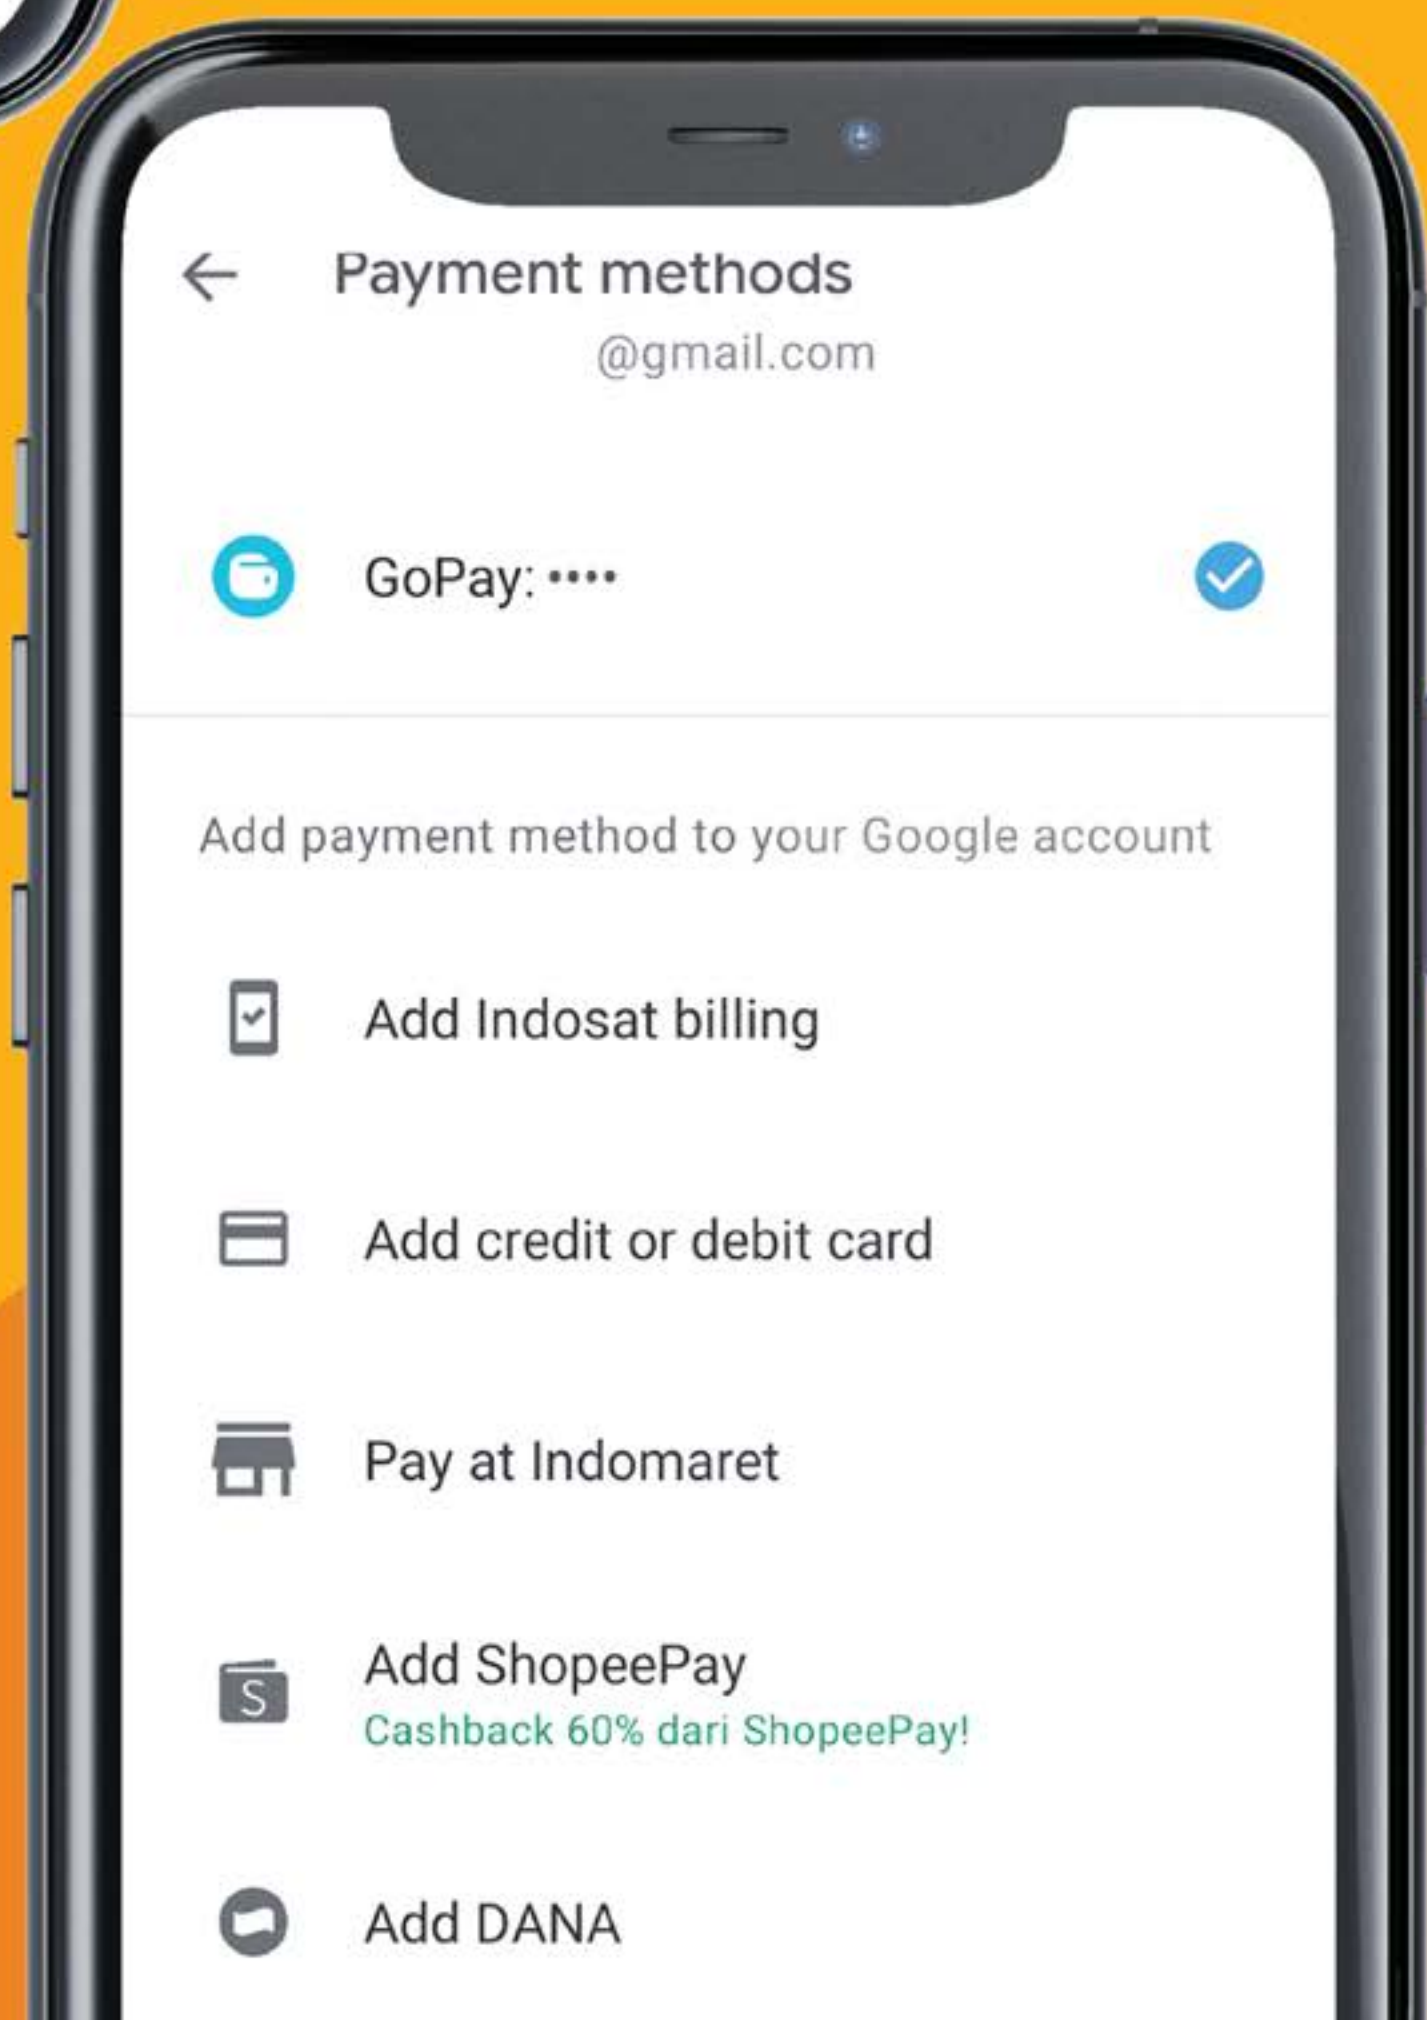 Payment methods
@gmail.com
GoPay: ••••
Add payment method to your Google account
Add Indosat billing
Add credit or debit card
Pay at Indomaret
S
Add ShopeePay
Cashback 60% dari ShopeePay!
Add DANA